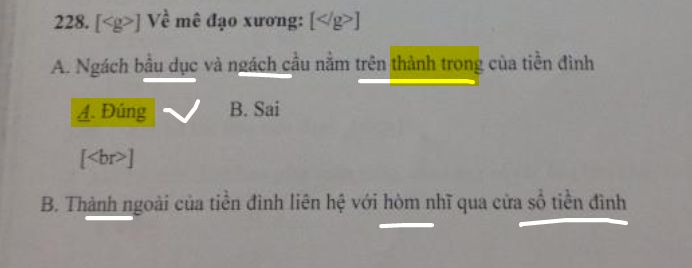 228. [<g>] Về mê đạo xương: [</g>]
A. Ngách bầu dục và ngách cầu nằm trên thành trong của tiền đình
A. Đúng B. Sai
[<br>]
B. Thành ngoài của tiền đình liên hệ với hòm nhĩ qua cửa sổ tiền đình